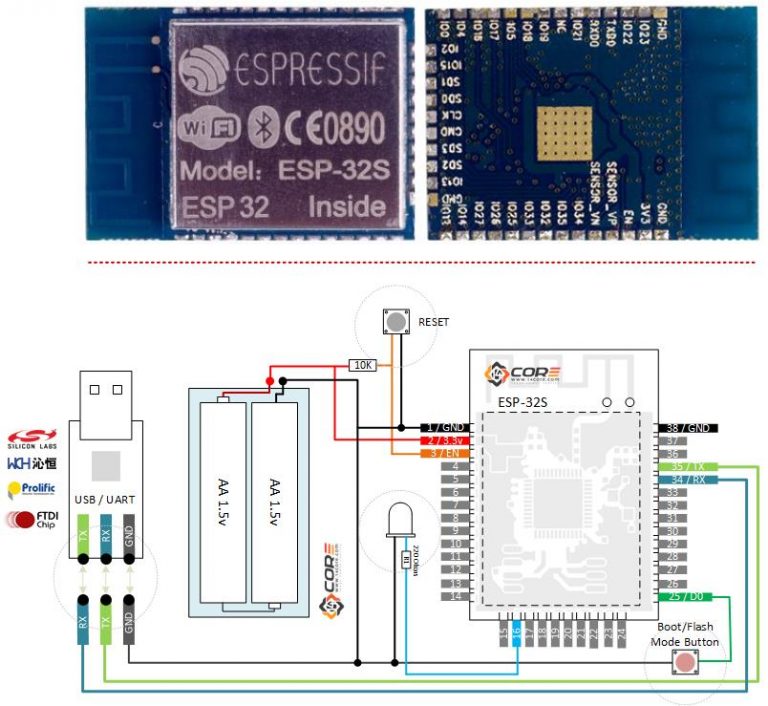 ESPRESSIF
WiFi
CE0890
Model: ESP-32S
ESP 32 Inside
IO0
IO4
IO16
IO17
IO5
IO18
IO19
NC
IO21
RXD0
TXD0
IO22
IO23
GND
IO2
IO15
SD1
SD0
CLK
CMD
SD3
SD2
IO13
GND
IO12
IO14
IO27
IO26
IO25
IO33
IO32
IO35
IO34
SENSOR_VN
SENSOR_VP
EN
3V3
GND
RESET
10K
CORE
www.14core.com
ESP-32S
SILICON LABS
WCH 沁恒
Prolific
FTDI
Chip
USB / UART
TX
RX
GND
RX
TX
GND
AA 1.5v
AA 1.5v
14CORE
1 / GND
2 / 3.3v
3 / EN
4
5
6
7
8
9
10
11
12
13
14
15
16
17
18
19
20
21
22
23
24
38 / GND
37
36
35 / TX
34 / RX
33
32
31
30
29
28
27
26
25 / D0
220 Ohms
R1
Boot/Flash
Mode Button